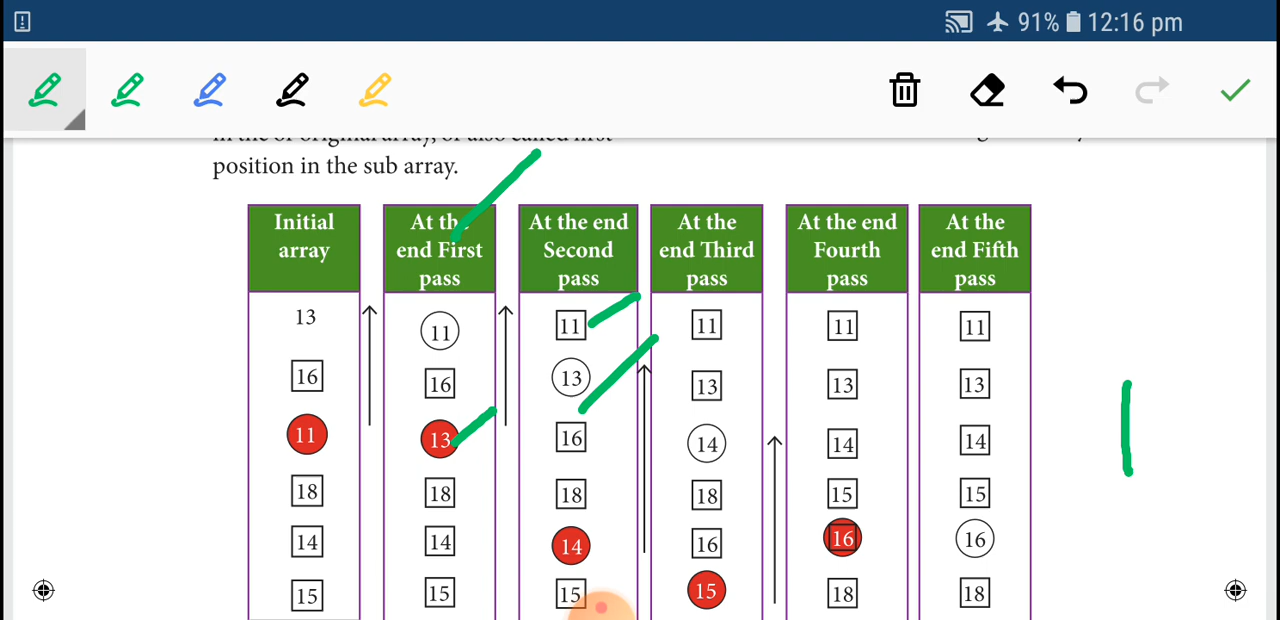 91% 12:16 pm
position in the sub array.
Initial array
At the end First pass
At the end Second pass
At the end Third pass
At the end Fourth pass
At the end Fifth pass
13 11 11 11 11 11
16 16 13 13 13 13
11 13 16 14 14 14
18 18 18 18 15 15
14 14 14 16 16 16
15 15 15 15 18 18